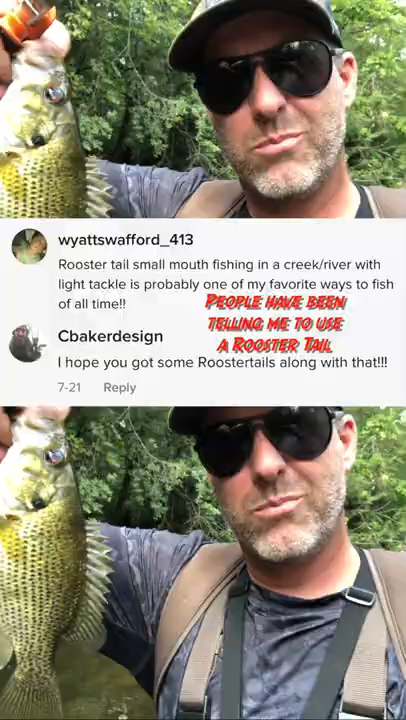 wyattswafford_413
Rooster tail small mouth fishing in a creek/river with
light tackle is probably one of my favorite ways to fish
of all time!!
People have been
telling me to use
a Rooster Tail
Cbakerdesign
I hope you got some Roostertails along with that!!!
7-21 Reply